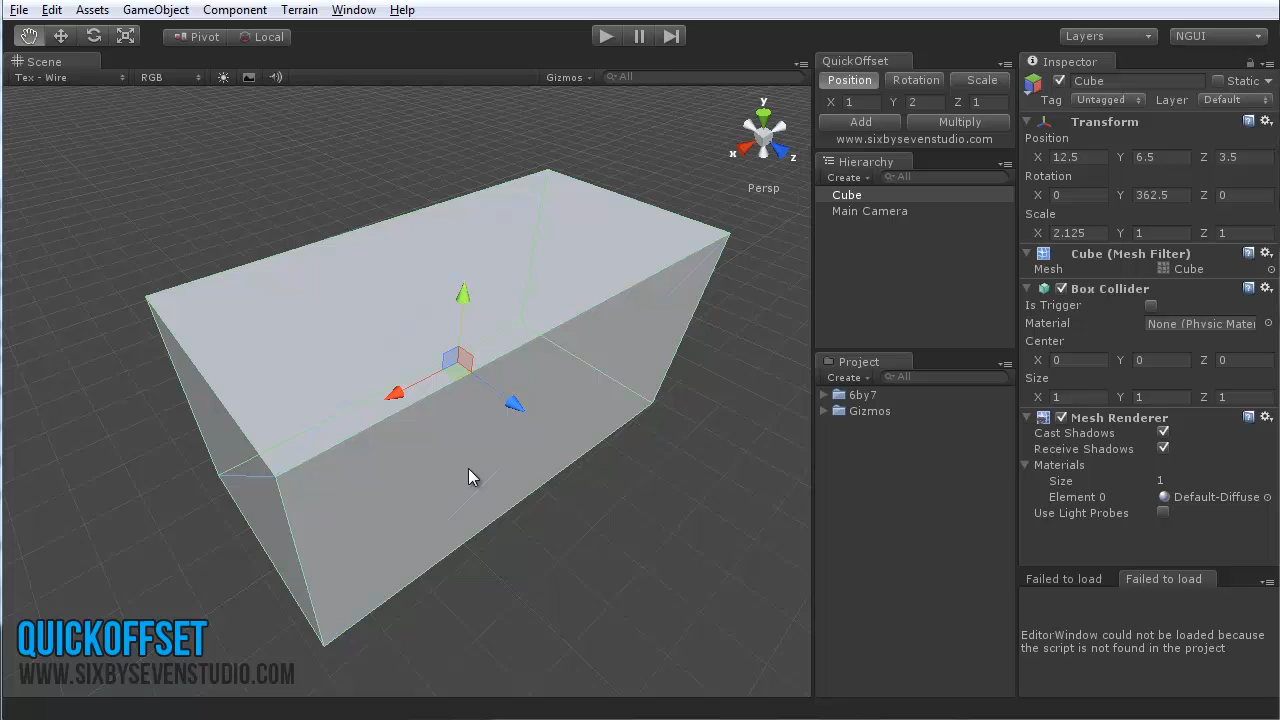 File Edit Assets GameObject Component Terrain Window Help
Pivot Local Layers NGUI
Scene
Tex - Wire RGB Gizmos All
y
x
z
Persp
QUICKOFFSET
WWW.SIXBYSEVENSTUDIO.COM
QuickOffset
Position Rotation Scale
X 1 Y 2 Z 1
Add Multiply
www.sixbysevenstudio.com
Hierarchy
Create All
Cube
Main Camera
Project
Create All
6by7
Gizmos
Inspector
Cube Static
Tag Untagged Layer Default
Transform
Position
X 12.5 Y 6.5 Z 3.5
Rotation
X 0 Y 362.5 Z 0
Scale
X 2.125 Y 1 Z 1
Cube (Mesh Filter)
Mesh Cube
Box Collider
Is Trigger
Material None (Physic Mater
Center
X 0 Y 0 Z 0
Size
X 1 Y 1 Z 1
Mesh Renderer
Cast Shadows
Receive Shadows
Materials
Size 1
Element 0 Default-Diffuse
Use Light Probes
Failed to load Failed to load
EditorWindow could not be loaded because
the script is not found in the project